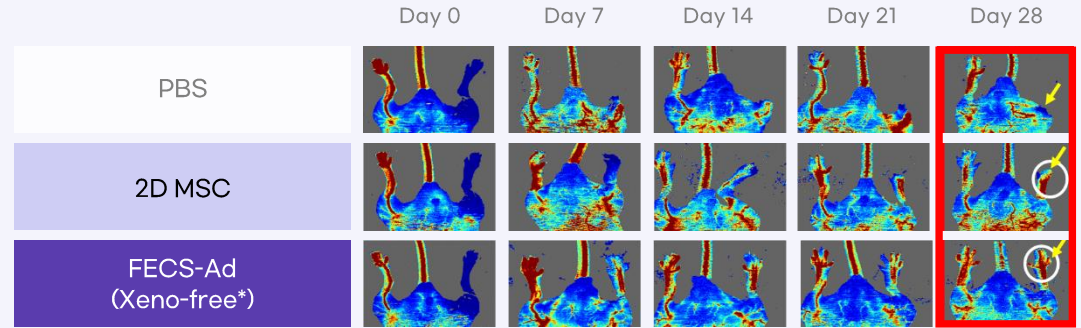 Day 0 Day 7 Day 14 Day 21 Day 28
PBS
2D MSC
FECS-Ad
(Xeno-free*)